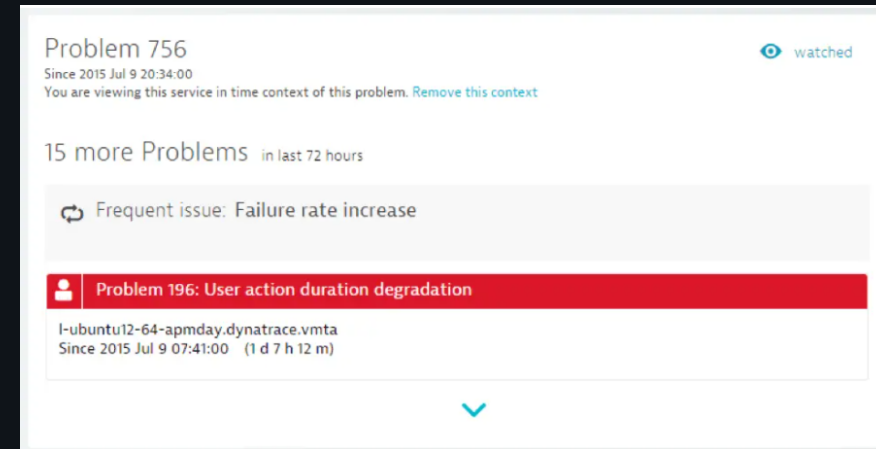 Problem 756
watched
Since 2015 Jul 9 20:34:00
You are viewing this service in time context of this problem. Remove this context
15 more Problems in last 72 hours
Frequent issue: Failure rate increase
Problem 196: User action duration degradation
l-ubuntu12-64-apmday.dynatrace.vmta
Since 2015 Jul 9 07:41:00 (1 d 7 h 12 m)